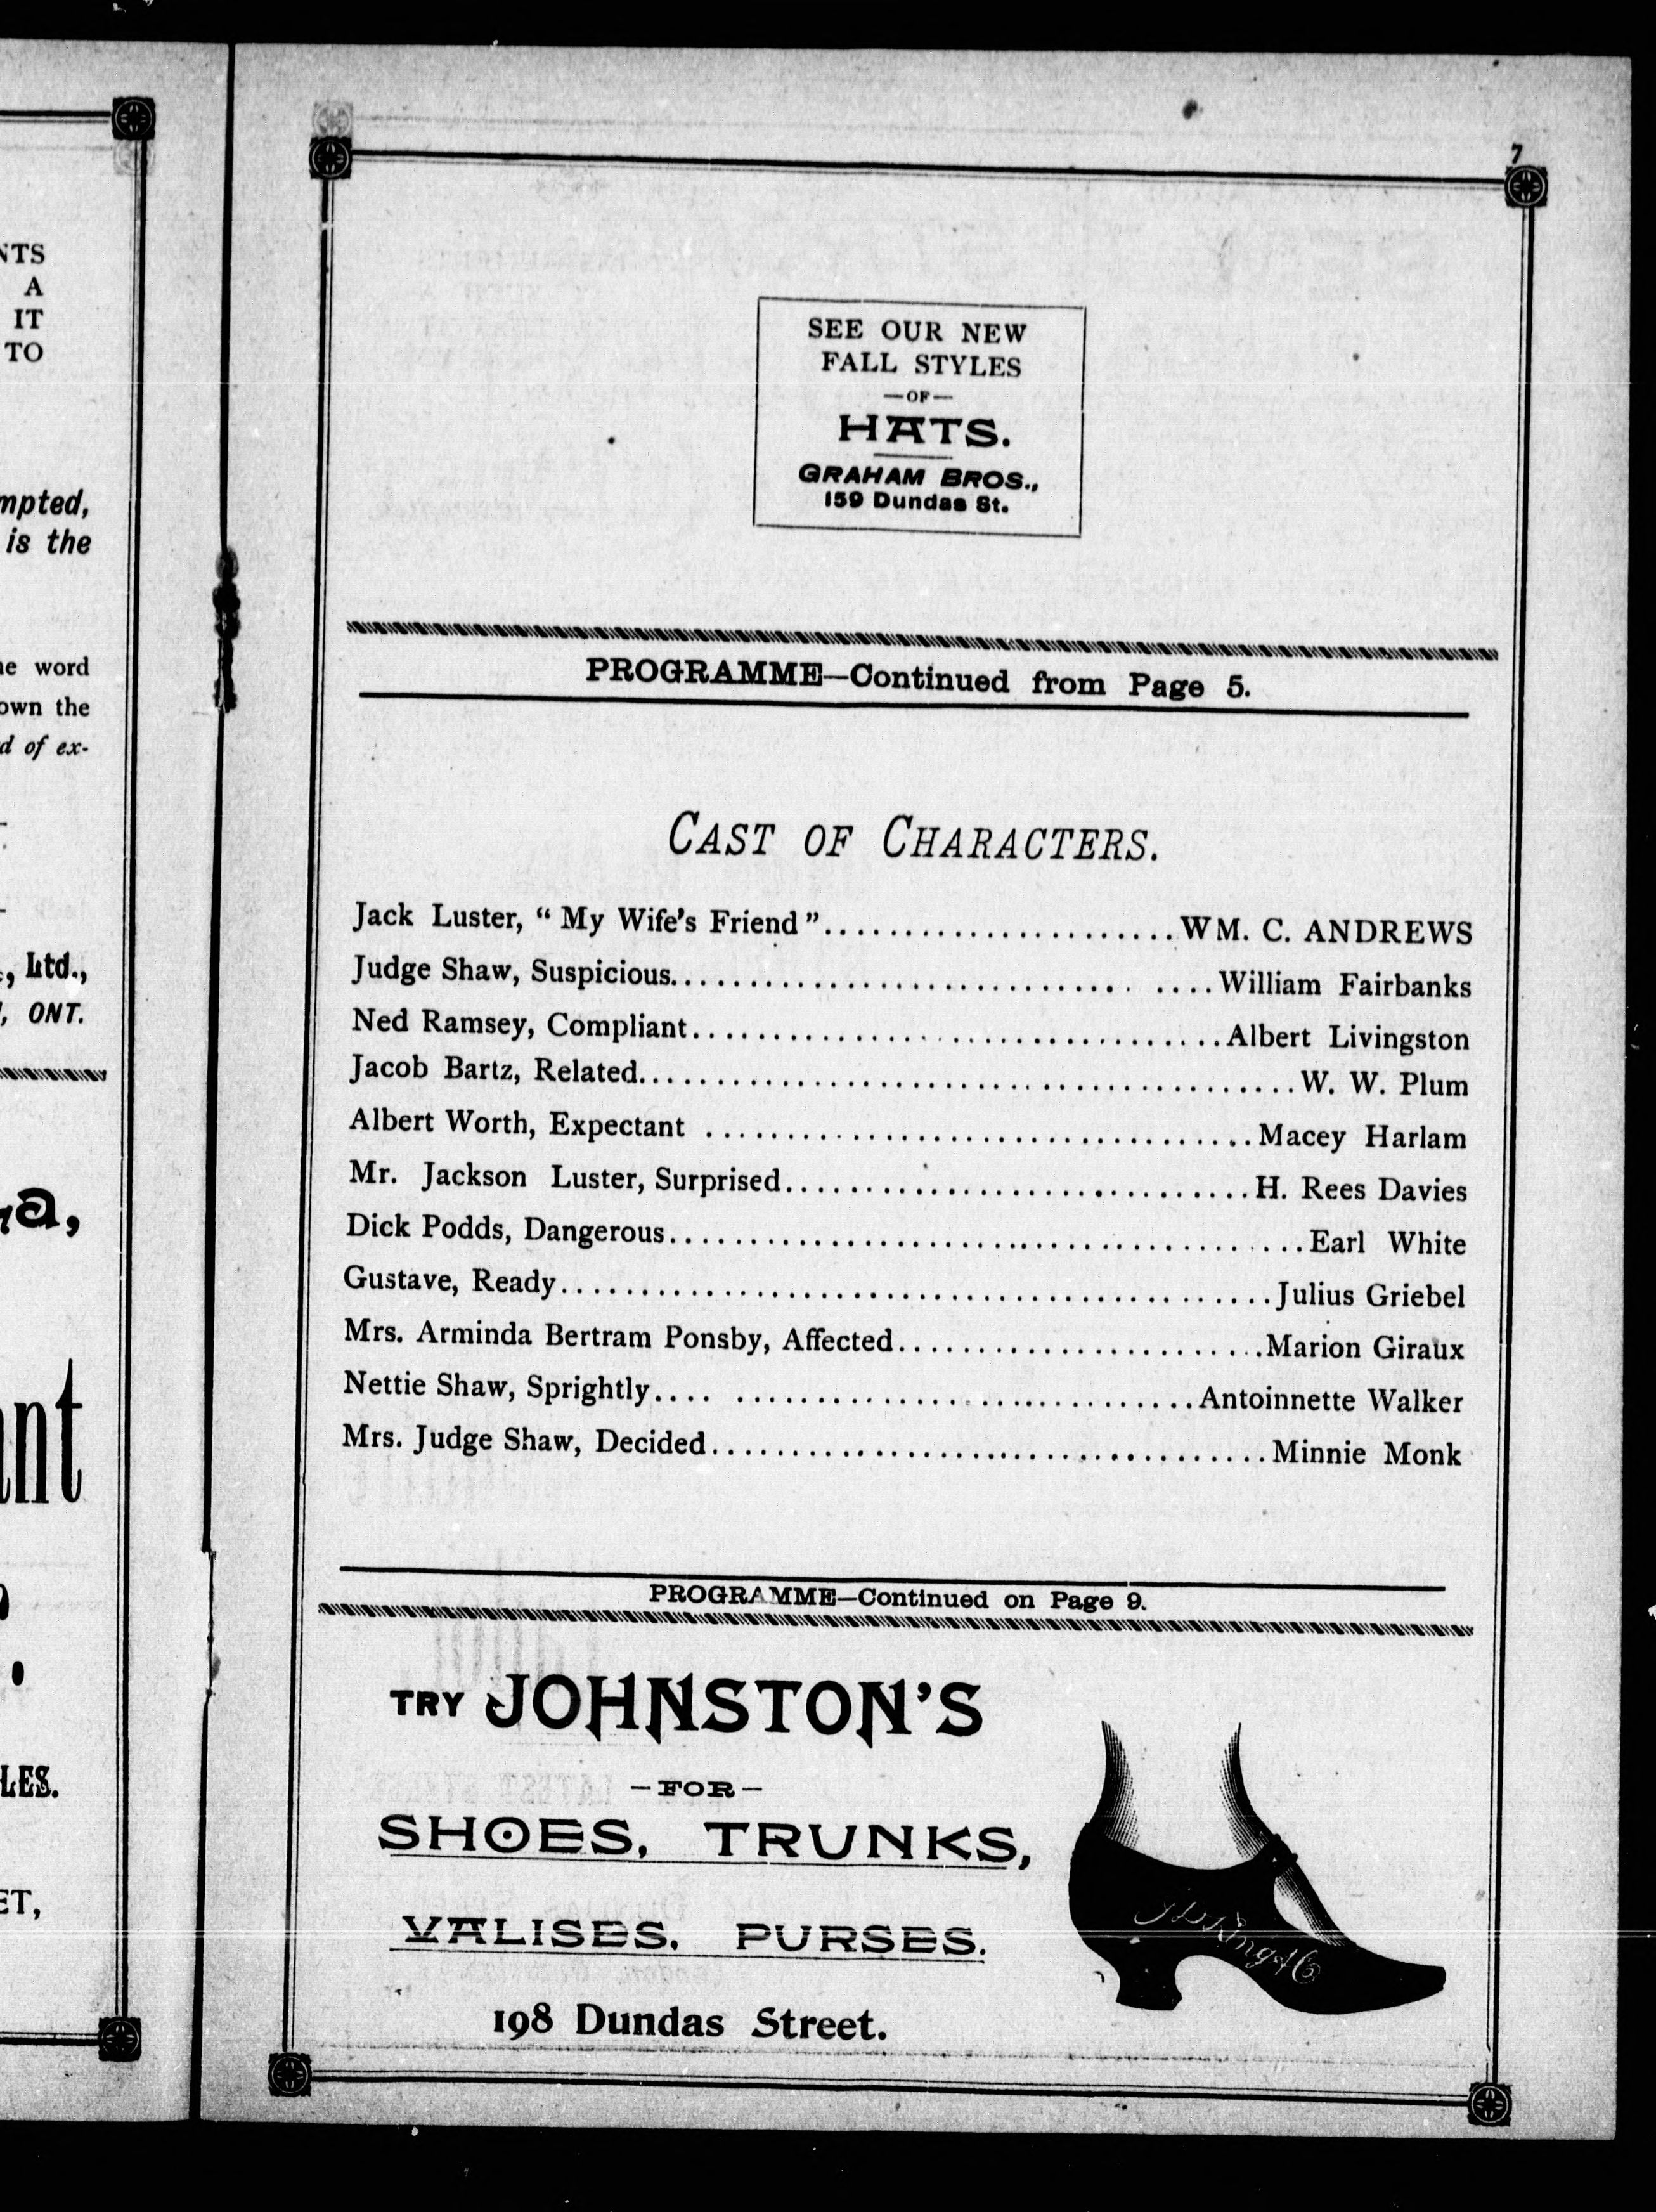 NTS
A
IT
TO
mpted,
is the
word
own the
d of ex-
, Ltd.,
, ONT.
a,
nt
LES.
ET,
7
SEE OUR NEW
FALL STYLES
—OF—
HATS.
GRAHAM BROS.,
159 Dundas St.
PROGRAMME—Continued from Page 5.
CAST OF CHARACTERS.
Jack Luster, “ My Wife's Friend ”......................WM. C. ANDREWS
Judge Shaw, Suspicious............................ ....William Fairbanks
Ned Ramsey, Compliant.................................Albert Livingston
Jacob Bartz, Related.........................................W. W. Plum
Albert Worth, Expectant ..................................Macey Harlam
Mr. Jackson Luster, Surprised.............................H. Rees Davies
Dick Podds, Dangerous........................................Earl White
Gustave, Ready.............................................Julius Griebel
Mrs. Arminda Bertram Ponsby, Affected.......................Marion Giraux
Nettie Shaw, Sprightly.... .............................Antoinnette Walker
Mrs. Judge Shaw, Decided...................................Minnie Monk
PROGRAMME—Continued on Page 9.
TRY JOHNSTON'S
—FOR—
SHOES, TRUNKS,
VALISES, PURSES.
198 Dundas Street.